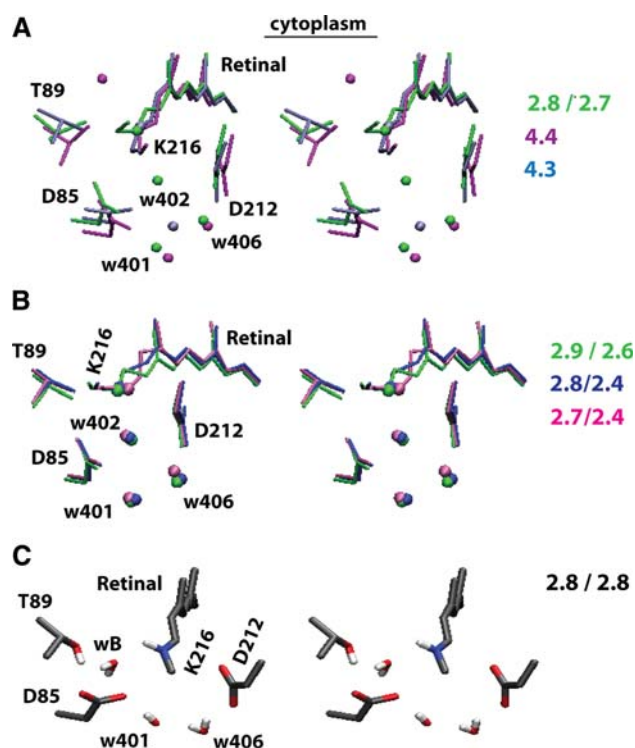 A
cytoplasm
Retinal
T89
2.8 / 2.7
4.4
4.3
K216
D85
w402
D212
w406
w401
B
K216
Retinal
T89
2.9 / 2.6
2.8/2.4
2.7/2.4
w402
D212
D85
w401
w406
C
Retinal
2.8 / 2.8
T89
wB
K216
D212
D85
w401
w406